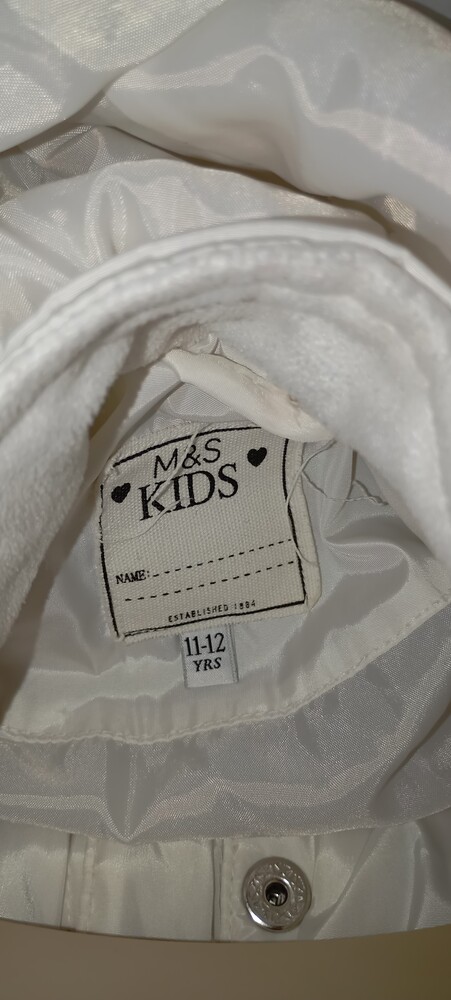 M&S
KIDS
NAME:
ESTABLISHED 1884
11-12
YRS